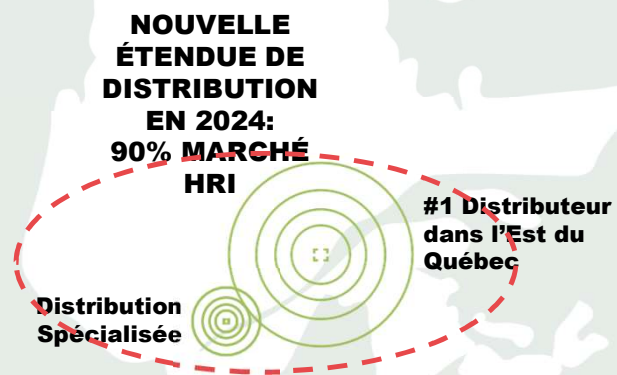 NOUVELLE
ÉTENDUE DE
DISTRIBUTION
EN 2024:
90% MARCHÉ
HRI
#1 Distributeur
dans l'Est du
Québec
Distribution
Spécialisée